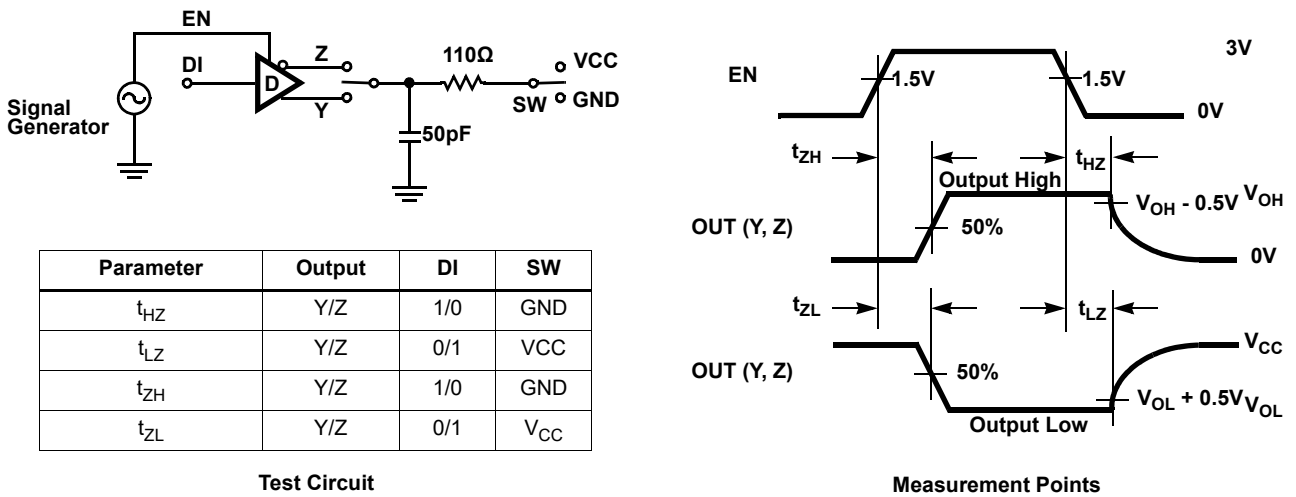 EN
DI
D
Z
Y
110Ω
VCC
SW
GND
Signal
Generator
50pF
Parameter Output DI SW
tHZ Y/Z 1/0 GND
tLZ Y/Z 0/1 VCC
tZH Y/Z 1/0 GND
tZL Y/Z 0/1 VCC
Test Circuit
3V
EN
1.5V 1.5V
0V
tZH tHZ
Output High
VOH - 0.5V VOH
OUT (Y, Z) 50%
0V
tZL tLZ
VCC
OUT (Y, Z) 50%
VOL + 0.5V VOL
Output Low
Measurement Points